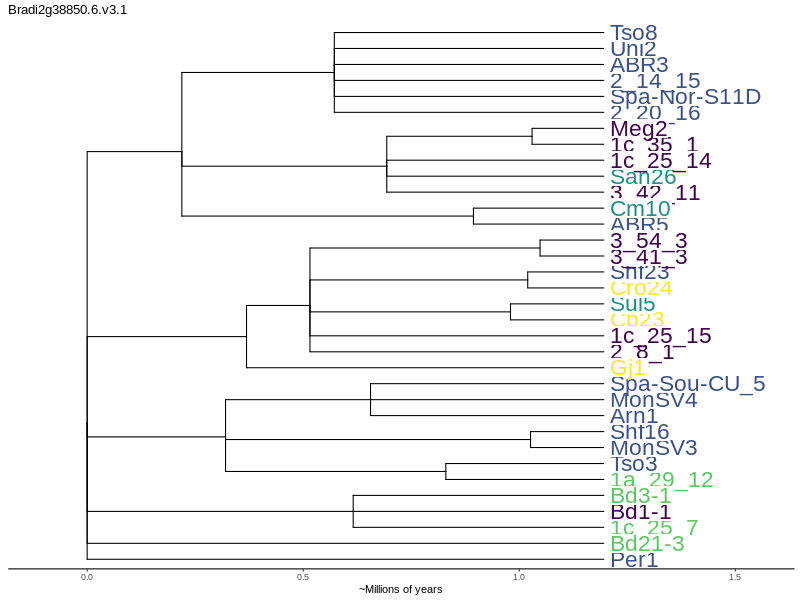 Bradi2g38850.6.v3.1
Tso8
Uni2
ABR3
2_14_15
Spa-Nor-S11D
2_20_16
Meg2
1c_35_1
1c_25_14
San26
3_42_11
Cm10
ABR5
3_54_3
3_41_3
Shf23
Cro24
Sul5
Cb23
1c_25_15
2_8_1
Gj1
Spa-Sou-CU_5
MonSV4
Arn1
Shf16
MonSV3
Tso3
1a_29_12
Bd3-1
Bd1-1
1c_25_7
Bd21-3
Per1
0.0 0.5 1.0 1.5
~Millions of years